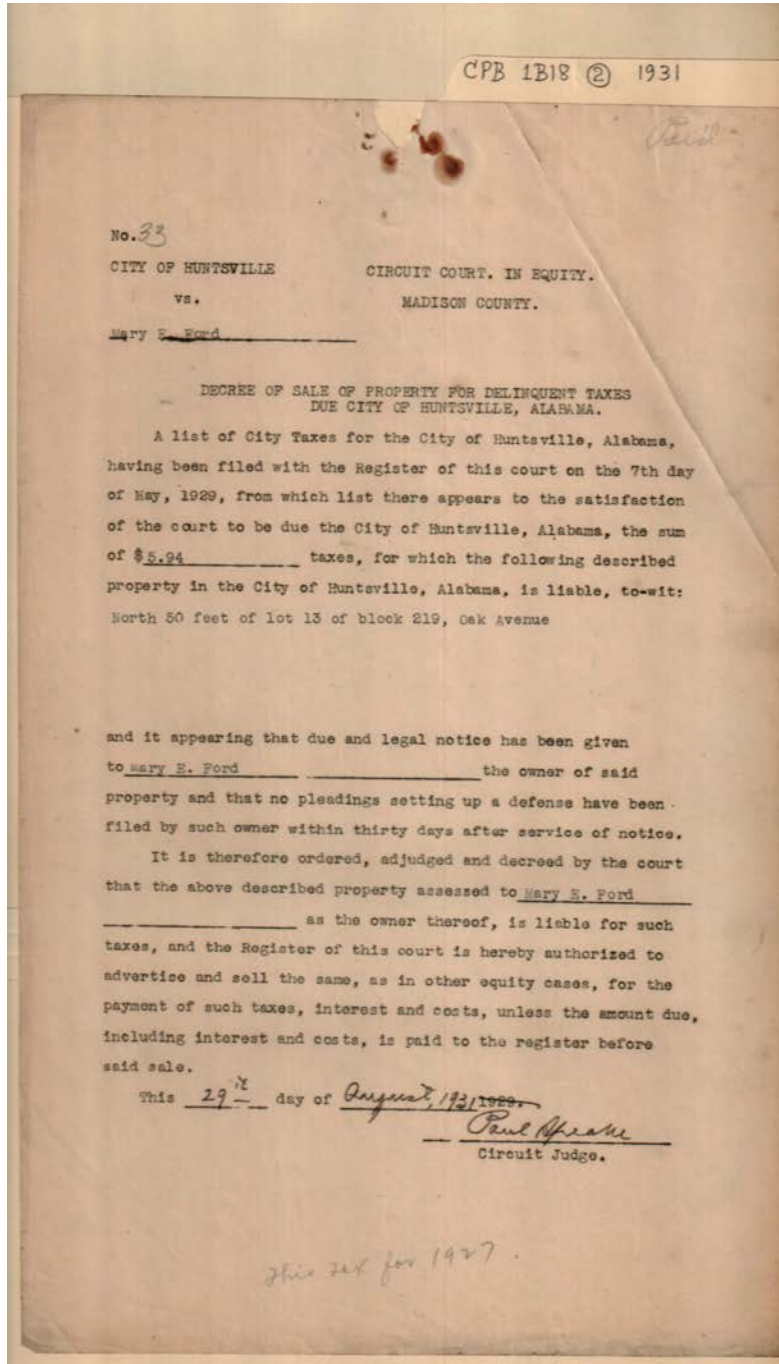 CPB 1B18 ② 1931
Paid
No. 33
CITY OF HUNTSVILLE
CIRCUIT COURT. IN EQUITY.
vs.
MADISON COUNTY.
Mary E. Ford
DECREE OF SALE OF PROPERTY FOR DELINQUENT TAXES
DUE CITY OF HUNTSVILLE, ALABAMA.
A list of City Taxes for the City of Huntsville, Alabama,
having been filed with the Register of this court on the 7th day
of May, 1929, from which list there appears to the satisfaction
of the court to be due the City of Huntsville, Alabama, the sum
of $5.94 taxes, for which the following described
property in the City of Huntsville, Alabama, is liable, to-wit:
North 50 feet of lot 13 of block 219, Oak Avenue
and it appearing that due and legal notice has been given
to Mary E. Ford the owner of said
property and that no pleadings setting up a defense have been
filed by such owner within thirty days after service of notice.
It is therefore ordered, adjudged and decreed by the court
that the above described property assessed to Mary E. Ford
as the owner thereof, is liable for such
taxes, and the Register of this court is hereby authorized to
advertise and sell the same, as in other equity cases, for the
payment of such taxes, interest and costs, unless the amount due,
including interest and costs, is paid to the register before
said sale.
This 29th day of August, 1931 1929.
Paul Speake
Circuit Judge.
This Tax for 1927.